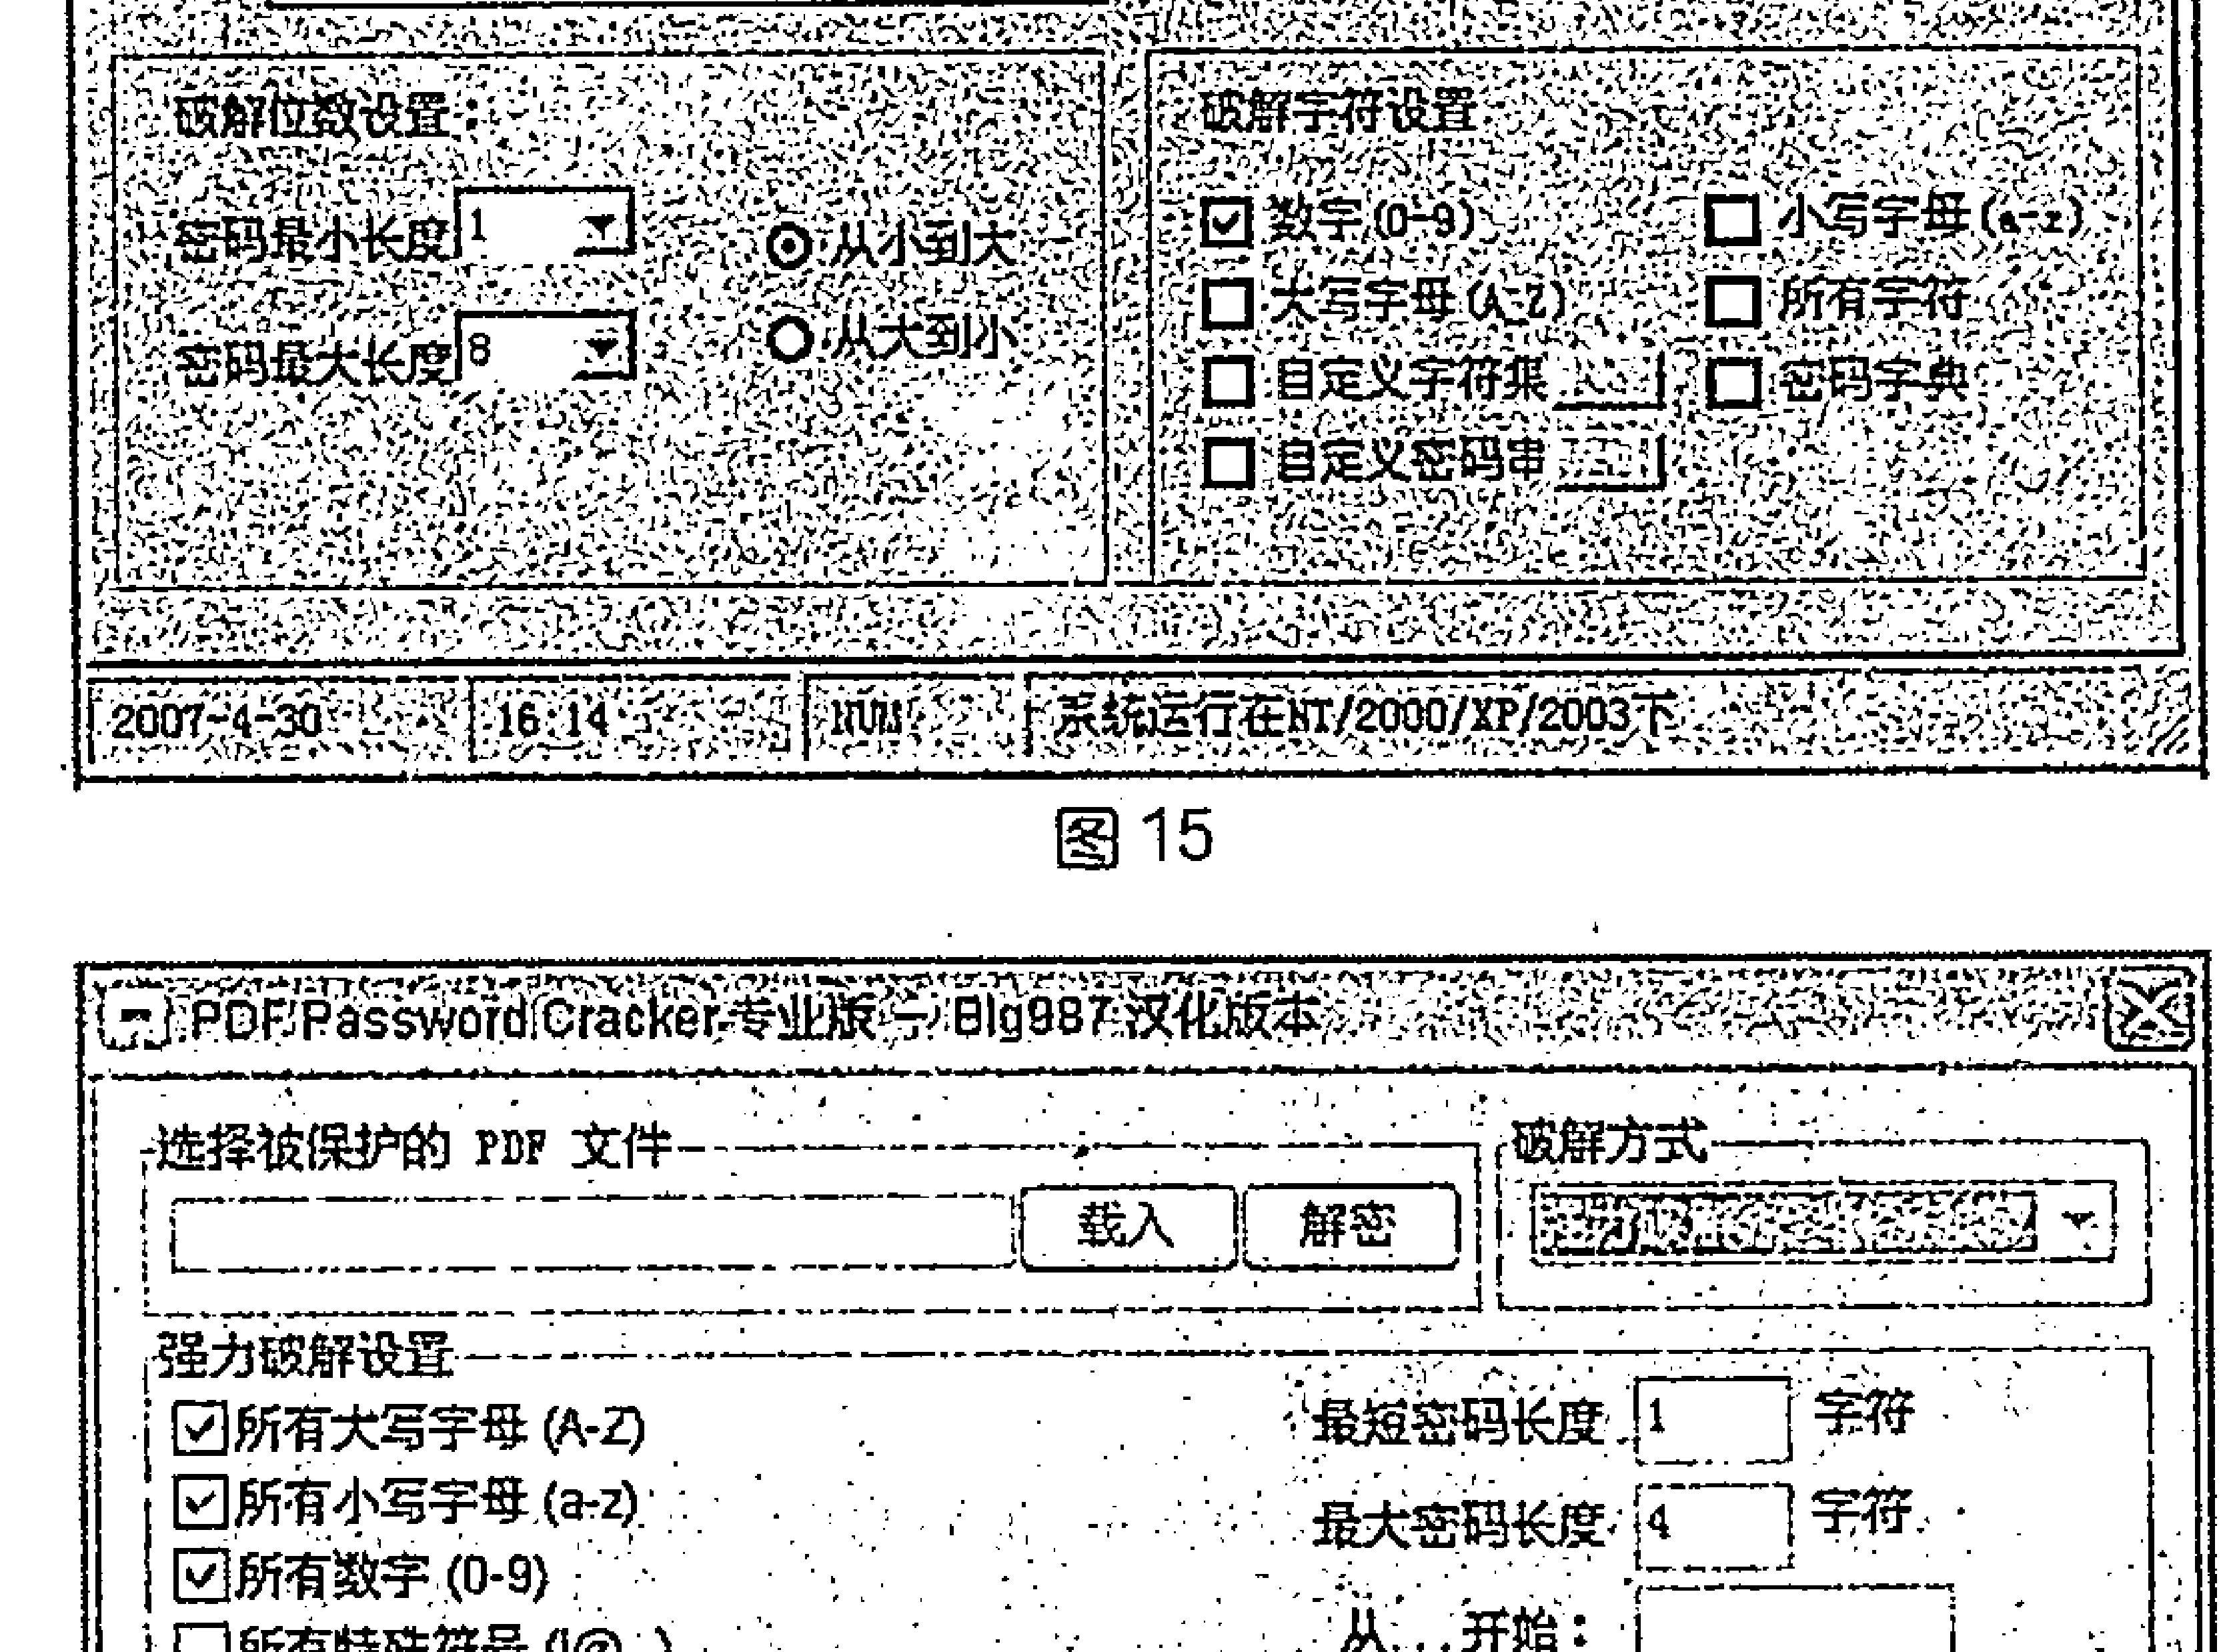 破解位数设置：
密码最小长度 1
从小到大
密码最大长度 8
从大到小
破解字符设置
数字(0-9)
小写字母(a-z)
大写字母(A-Z)
所有字符
自定义字符集
密码字典
自定义密码串
2007-4-30 16:14 NUM 系统运行在NT/2000/XP/2003下
图 15
PDF Password Cracker 专业版 - Blg987 汉化版本
选择被保护的 PDF 文件
载入 解密
破解方式
强力破解设置
所有大写字母 (A-Z)
所有小写字母 (a-z)
所有数字 (0-9)
所有特殊符号 (!@...)
最短密码长度 1 字符
最大密码长度 4 字符
从...开始：